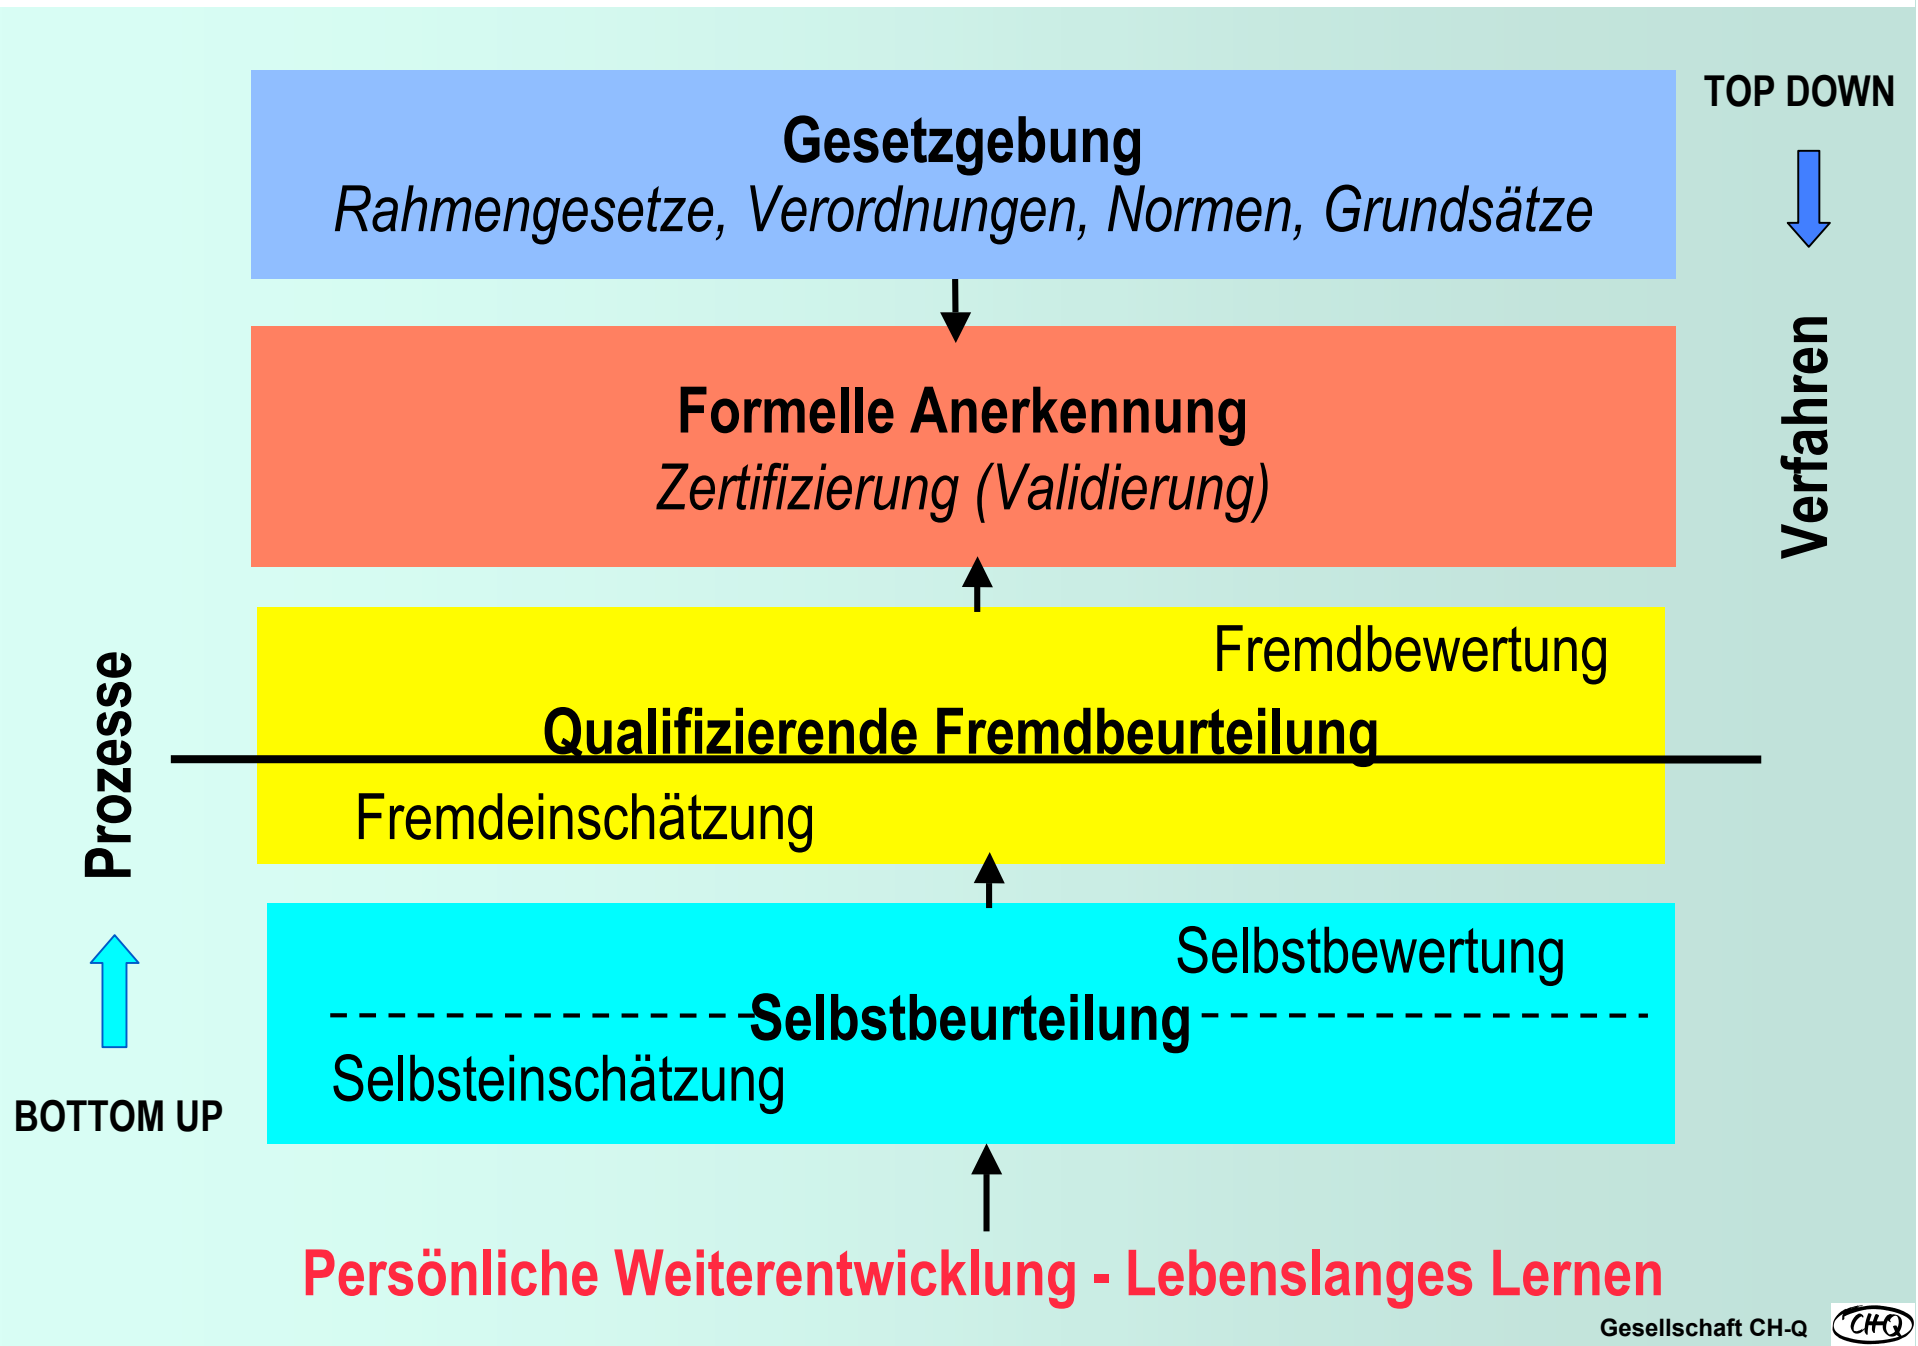 TOP DOWN
Gesetzgebung
Rahmengesetze, Verordnungen, Normen, Grundsätze
Verfahren
Formelle Anerkennung
Zertifizierung (Validierung)
Prozesse
Fremdbewertung
Qualifizierende Fremdbeurteilung
Fremdeinschätzung
Selbstbewertung
Selbstbeurteilung
Selbsteinschätzung
BOTTOM UP
Persönliche Weiterentwicklung - Lebenslanges Lernen
Gesellschaft CH-Q
CH-Q